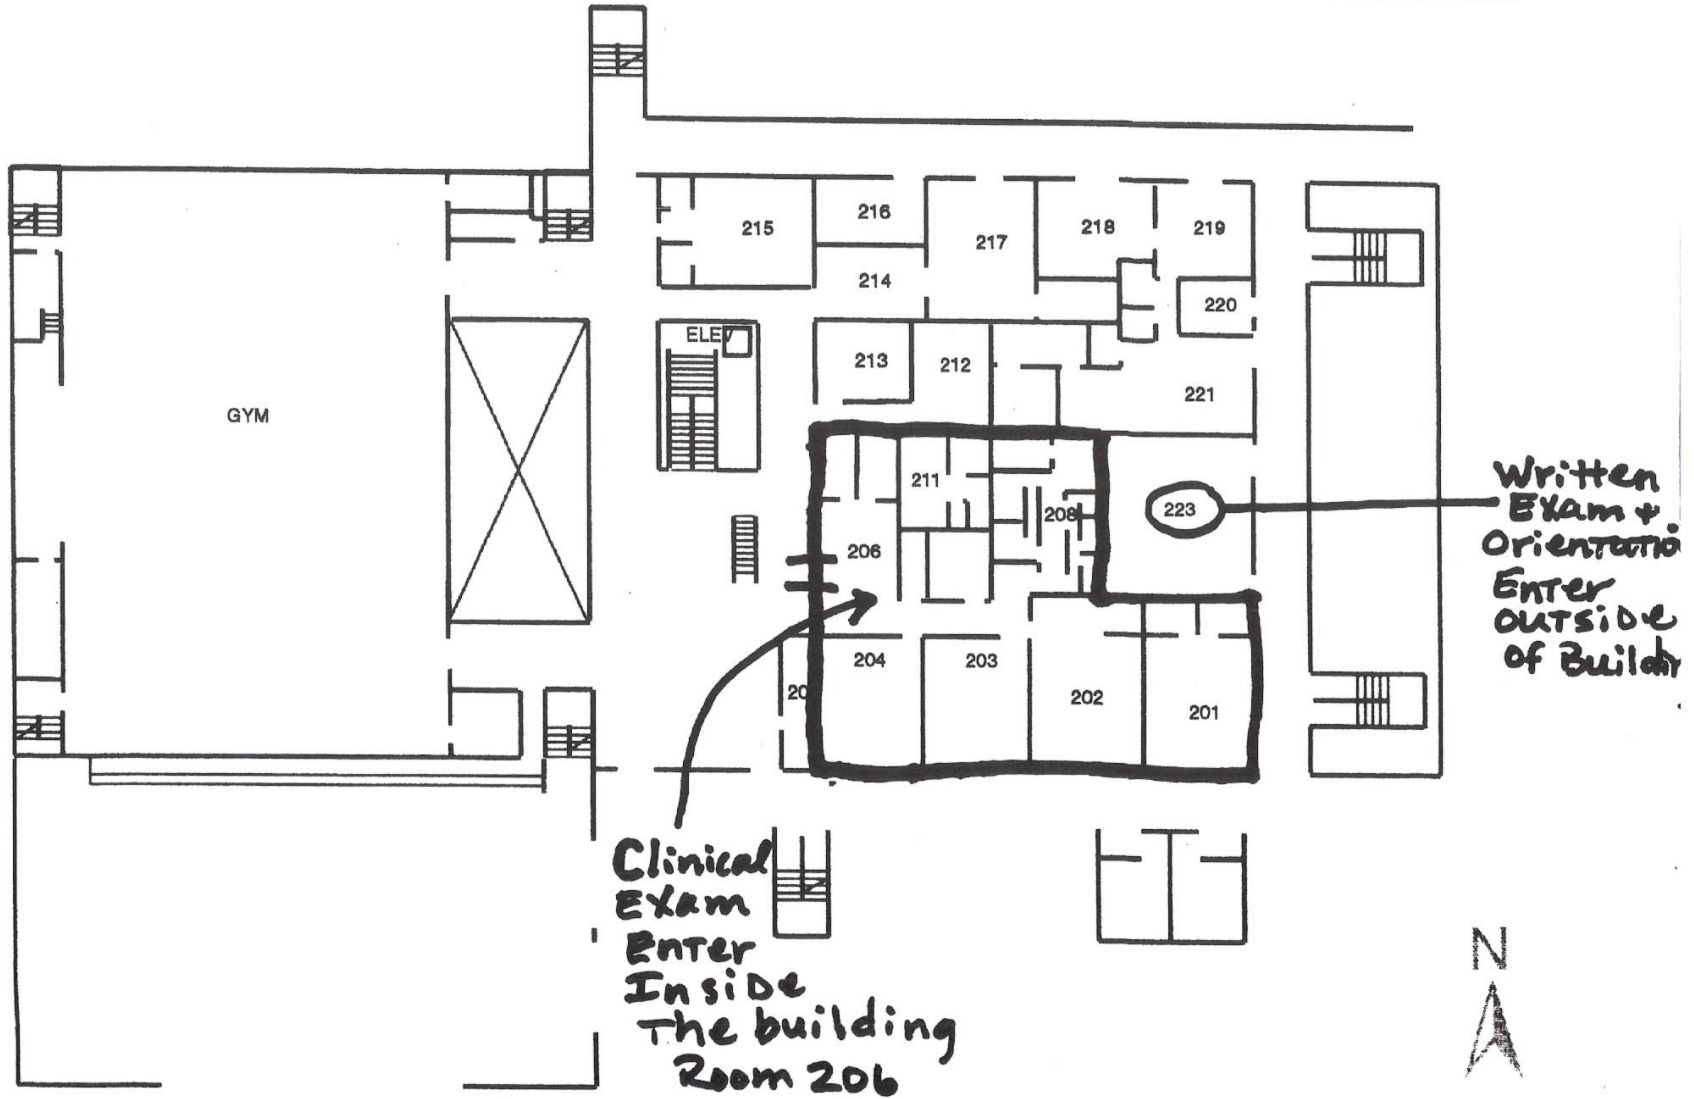 215
216
217
218
219
214
220
ELEV
213
212
221
GYM
211
208
223
206
204
203
202
201
Written
Exam +
Enter
outside
of
Clinical
Exam
Enter
Inside
The building
Room 206
N